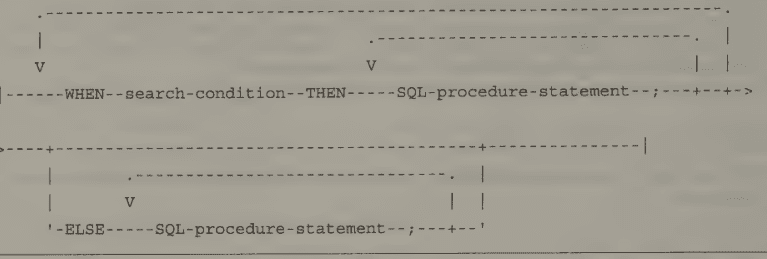 .-------------------------------------------------------------------.
|                                .-------------------------------. |
V                                V                               | |
|------WHEN--search-condition--THEN-----SQL-procedure-statement--;---+--+->
>----+-------------------------------------------+----------------|
|       .-------------------------------. |
|       V                               | |
'-ELSE-----SQL-procedure-statement--;---+--'